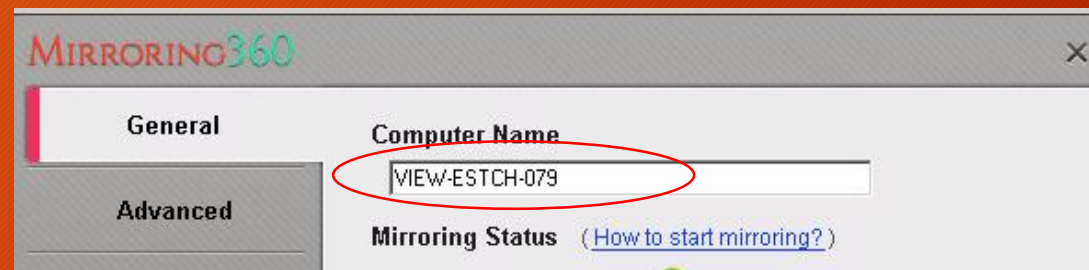 MIRRORING360
General
Computer Name
VIEW-ESTCH-079
Advanced
Mirroring Status (How to start mirroring?)